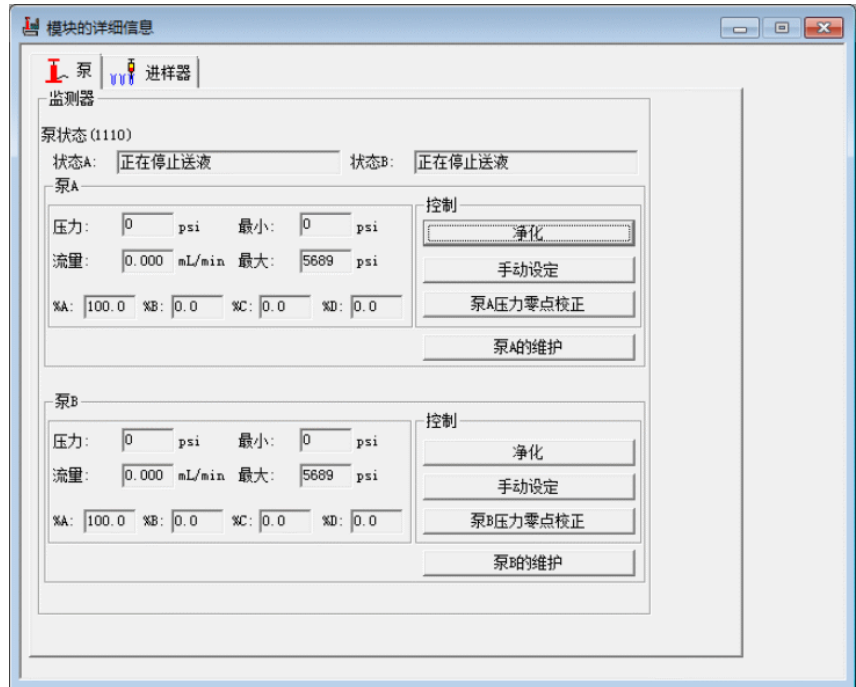 模块的详细信息
泵 进样器
监测器
泵状态(1110)
状态A: 正在停止送液 状态B: 正在停止送液
泵A
控制
压力: 0 psi 最小: 0 psi 净化
流量: 0.000 mL/min 最大: 5689 psi 手动设定
%A: 100.0 %B: 0.0 %C: 0.0 %D: 0.0 泵A压力零点校正
泵A的维护
泵B
控制
压力: 0 psi 最小: 0 psi 净化
流量: 0.000 mL/min 最大: 5689 psi 手动设定
%A: 100.0 %B: 0.0 %C: 0.0 %D: 0.0 泵B压力零点校正
泵B的维护